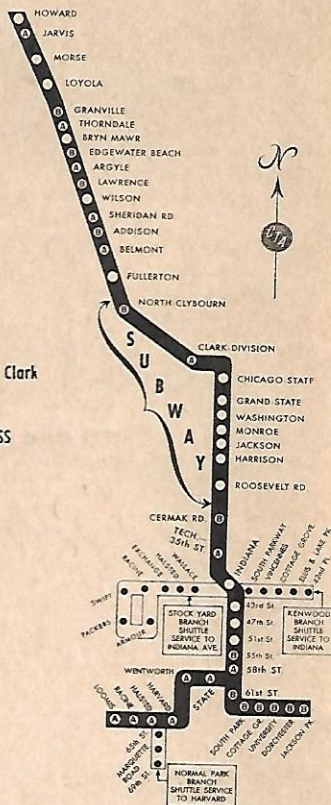 HOWARD
A JARVIS
MORSE
LOYOLA
B GRANVILLE
A THORNDALE
BRYN MAWR
B EDGEWATER BEACH
A ARGYLE
B LAWRENCE
WILSON
A SHERIDAN RD
B ADDISON
A BELMONT
FULLERTON
B NORTH CLYBOURN
N
CTA
SUBWAY
A CLARK-DIVISION
Clark
SS
CHICAGO STATE
GRAND-STATE
WASHINGTON
MONROE
JACKSON
HARRISON
ROOSEVELT RD
CERMAK RD. B
TECH.
35th ST. A
INDIANA
SOUTH PARKWAY
VINCENNES
COTTAGE GROVE
ELLIS & LAKE PK.
42nd PL.
WALLACE
HALSTED
EXCHANGE
RACINE
SWIFT
PACKERS
ARMOUR
STOCK YARD
BRANCH
SHUTTLE
SERVICE TO
INDIANA AVE.
KENWOOD
BRANCH
SHUTTLE
SERVICE TO
INDIANA
43rd St.
47th St.
51st St.
B 55th St.
A 58th ST.
B 61st ST.
WENTWORTH A
A STATE
LOOMIS
RACINE
HALSTED
HARVARD
A A A A
65th ST.
MARQUETTE
ROAD
69th ST.
B B B B B
SOUTH PARK
COTTAGE GR.
UNIVERSITY
DORCHESTER
JACKSON PK.
NORMAL PARK
BRANCH
SHUTTLE SERVICE
TO HARVARD